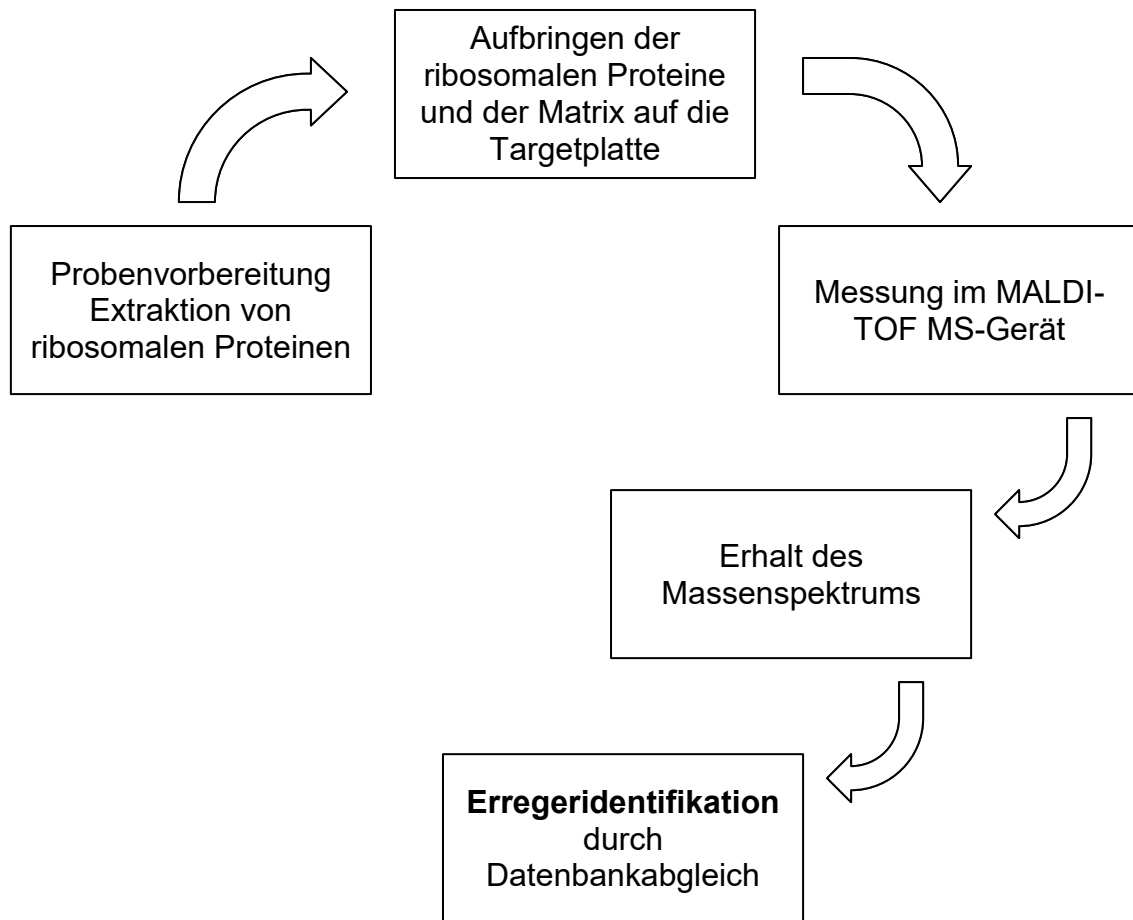 Aufbringen der
ribosomalen Proteine
und der Matrix auf die
Targetplatte
Probenvorbereitung
Extraktion von
ribosomalen Proteinen
Messung im MALDI-
TOF MS-Gerät
Erhalt des
Massenspektrums
Erregeridentifikation
durch
Datenbankabgleich